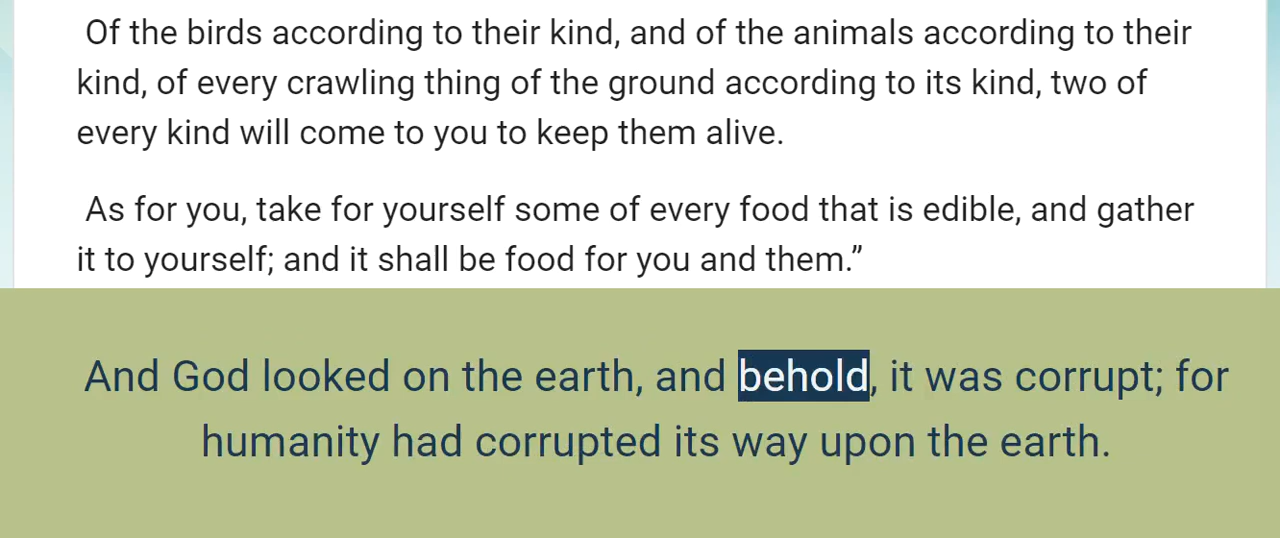 Of the birds according to their kind, and of the animals according to their
kind, of every crawling thing of the ground according to its kind, two of
every kind will come to you to keep them alive.
As for you, take for yourself some of every food that is edible, and gather
it to yourself; and it shall be food for you and them.”
And God looked on the earth, and behold, it was corrupt; for
humanity had corrupted its way upon the earth.